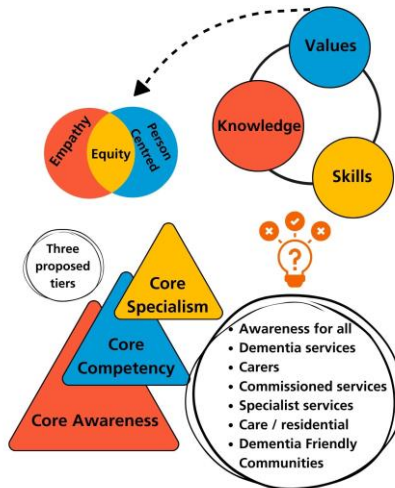 Values
Knowledge
Skills
Empathy
Equity
Person
Centred
Three
proposed
tiers
Core
Specialism
Core
Competency
Core Awareness
?
• Awareness for all
• Dementia services
• Carers
• Commissioned services
• Specialist services
• Care / residential
• Dementia Friendly
Communities